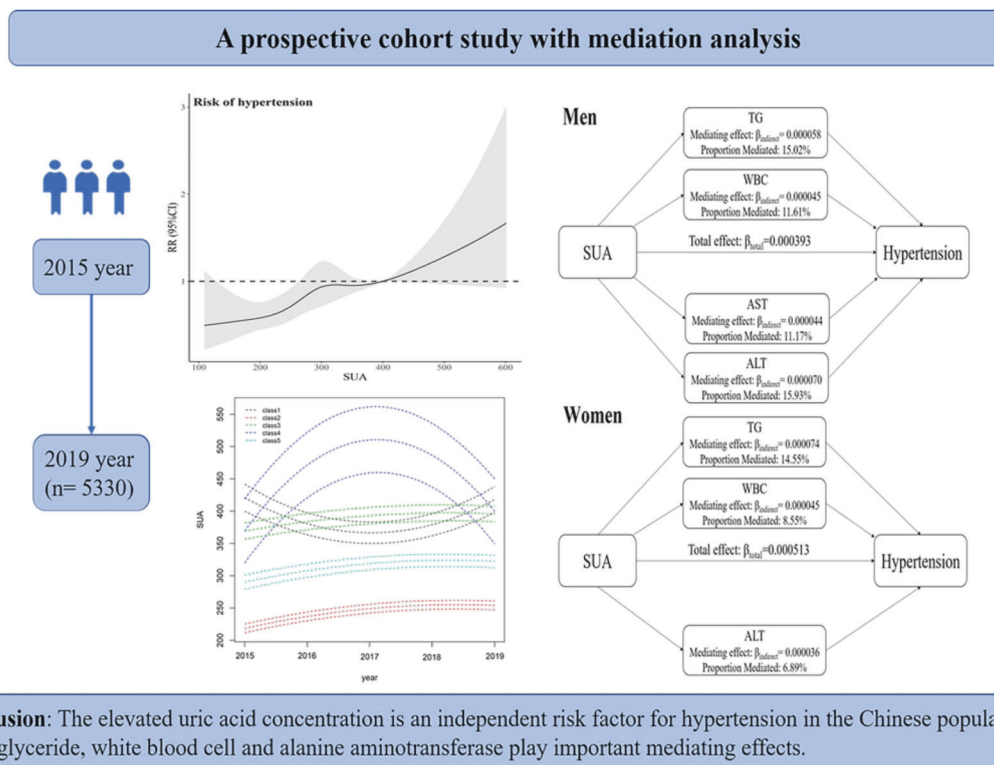 A prospective cohort study with mediation analysis
2015 year
2019 year
(n= 5330)
Risk of hypertension
RR (95%CI)
3
2
1
100
200
300
400
500
600
SUA
class1
class2
class3
class4
class5
SUA
550
500
450
400
350
300
250
200
2015
2016
2017
2018
2019
year
Men
SUA
TG
Mediating effect: βindirect= 0.000058
Proportion Mediated: 15.02%
WBC
Mediating effect: βindirect= 0.000045
Proportion Mediated: 11.61%
Total effect: βtotal=0.000393
AST
Mediating effect: βindirect= 0.000044
Proportion Mediated: 11.17%
ALT
Mediating effect: βindirect= 0.000070
Proportion Mediated: 15.93%
Hypertension
Women
SUA
TG
Mediating effect: βindirect= 0.000074
Proportion Mediated: 14.55%
WBC
Mediating effect: βindirect= 0.000045
Proportion Mediated: 8.55%
Total effect: βtotal=0.000513
ALT
Mediating effect: βindirect= 0.000036
Proportion Mediated: 6.89%
Hypertension
usion: The elevated uric acid concentration is an independent risk factor for hypertension in the Chinese popula
glyceride, white blood cell and alanine aminotransferase play important mediating effects.